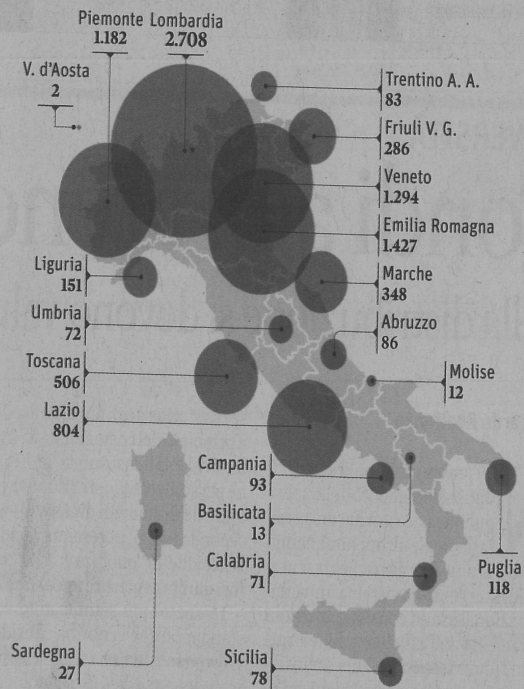 Piemonte Lombardia
1.182 2.708
V. d'Aosta
2
Trentino A. A.
83
Friuli V. G.
286
Veneto
1.294
Emilia Romagna
1.427
Liguria
151
Marche
348
Umbria
72
Abruzzo
86
Toscana
506
Molise
12
Lazio
804
Campania
93
Basilicata
13
Calabria
71
Puglia
118
Sardegna
27
Sicilia
78